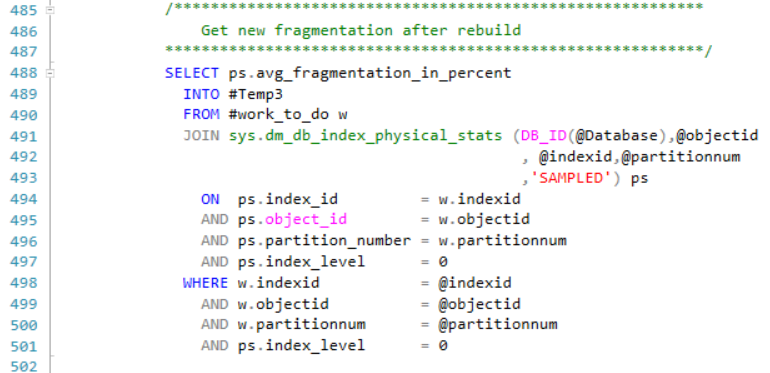 485 /***********************************************************
486 Get new fragmentation after rebuild
487 ************************************************************/
488 SELECT ps.avg_fragmentation_in_percent
489 INTO #Temp3
490 FROM #work_to_do w
491 JOIN sys.dm_db_index_physical_stats (DB_ID(@Database),@objectid
492 , @indexid,@partitionnum
493 ,'SAMPLED') ps
494 ON ps.index_id = w.indexid
495 AND ps.object_id = w.objectid
496 AND ps.partition_number = w.partitionnum
497 AND ps.index_level = 0
498 WHERE w.indexid = @indexid
499 AND w.objectid = @objectid
500 AND w.partitionnum = @partitionnum
501 AND ps.index_level = 0
502